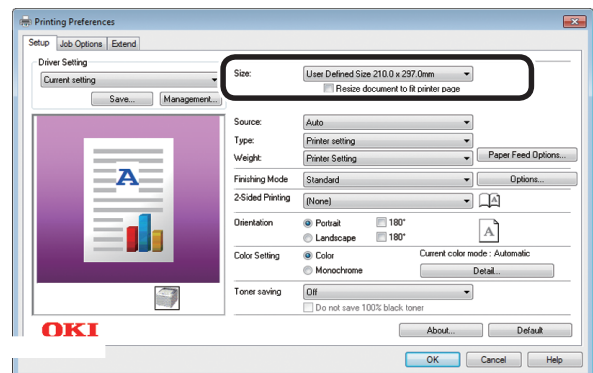 Printing Preferences
Setup Job Options Extend
Driver Setting
Current setting
Save... Management...
Size: User Defined Size 210.0 x 297.0mm
Resize document to fit printer page
Source: Auto
Type: Printer setting
Weight: Printer Setting Paper Feed Options...
Finishing Mode Standard Options...
2-Sided Printing (None)
Orientation Portrait 180°
Landscape 180°
Color Setting Color Current color mode : Automatic
Monochrome Detail...
Toner saving Off
Do not save 100% black toner
A
A
A
OKI
About... Default
OK Cancel Help